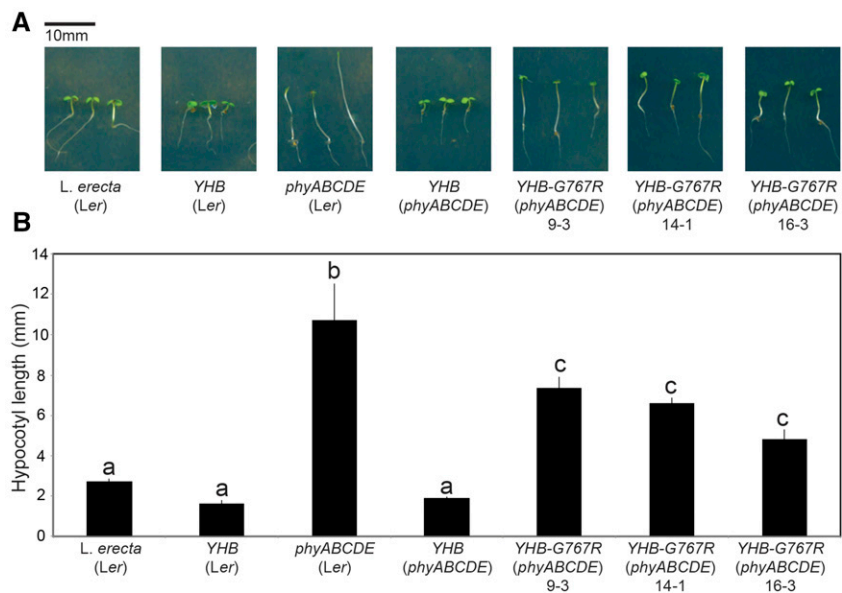 A
10mm
L. erecta
(Ler)
YHB
(Ler)
phyABCDE
(Ler)
YHB
(phyABCDE)
YHB-G767R
(phyABCDE)
9-3
YHB-G767R
(phyABCDE)
14-1
YHB-G767R
(phyABCDE)
16-3
B
Hypocotyl length (mm)
14
12
10
8
6
4
2
0
a
a
b
a
c
c
c
L. erecta
(Ler)
YHB
(Ler)
phyABCDE
(Ler)
YHB
(phyABCDE)
YHB-G767R
(phyABCDE)
9-3
YHB-G767R
(phyABCDE)
14-1
YHB-G767R
(phyABCDE)
16-3